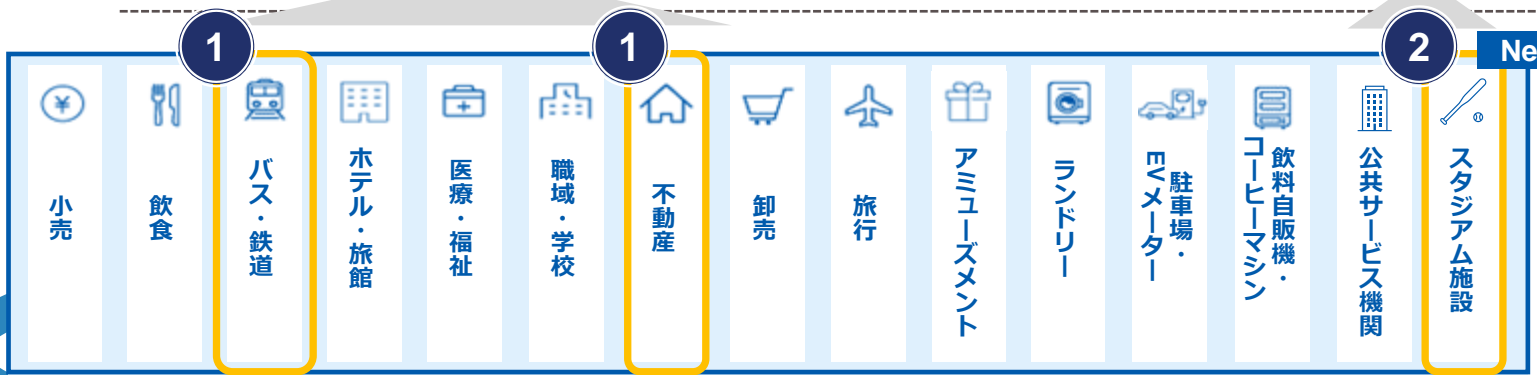 1
1
2
Ne
¥
小売
飲食
バス・鉄道
ホテル・旅館
医療・福祉
職域・学校
不動産
卸売
旅行
アミューズメント
ランドリー
駐車場・
EVメーター
飲料自販機・
コーヒーマシン
公共サービス機関
スタジアム施設